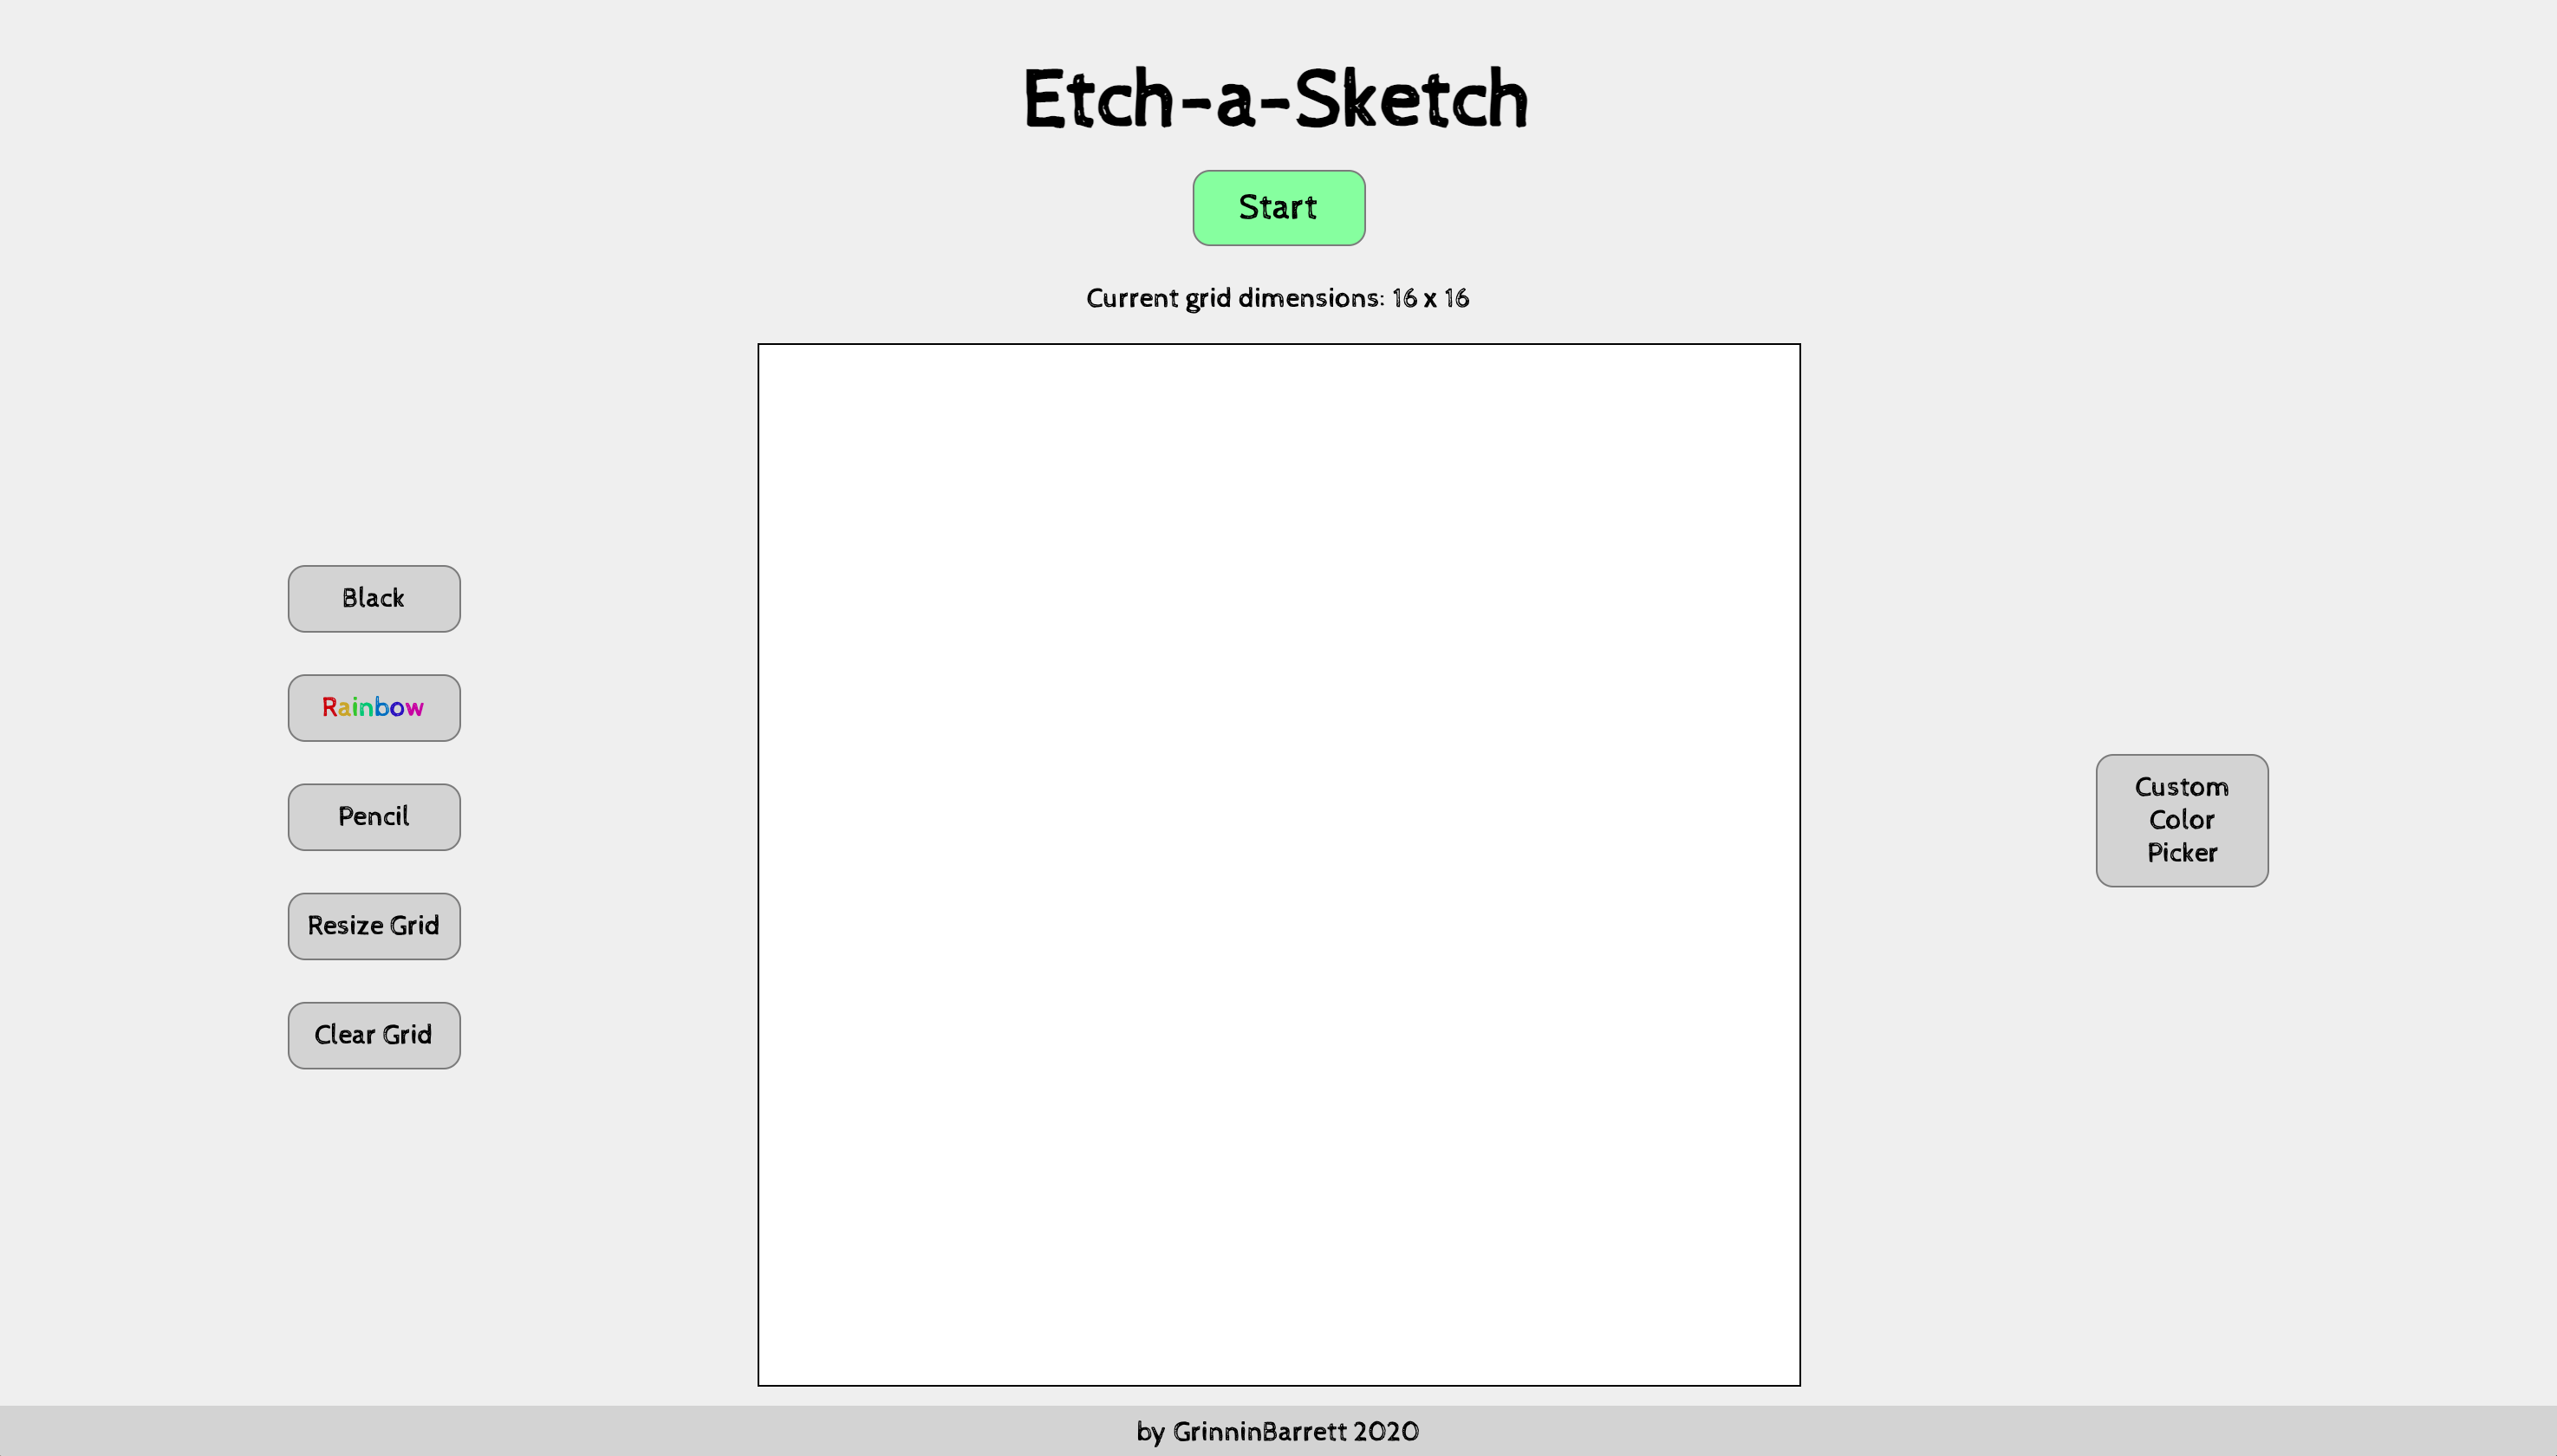 Etch-a-Sketch
Start
Current grid dimensions: 16 x 16
Black
Rainbow
Pencil
Resize Grid
Clear Grid
Custom
Color
Picker
by GrinninBarrett 2020